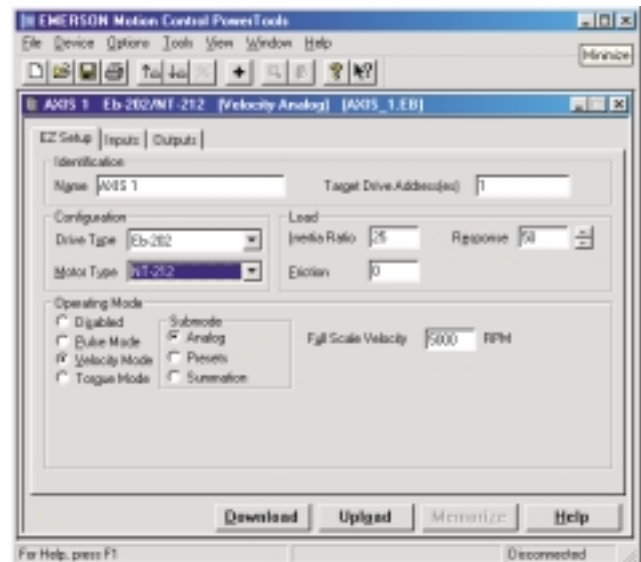 EMERSON Motion Control PowerTools
File Device Options Tools View Window Help
Minimize
AXIS 1 Eb-202/NT-212 (Velocity Analog) (AXIS_1.EB)
EZ Setup Inputs Outputs
Identification
Name AXIS 1 Target Drive Address(es) 1
Configuration
Load
Drive Type Eb-202
Inertia Ratio 25 Response 50
Motor Type NT-212
Friction 0
Operating Mode
Disabled
Pulse Mode
Velocity Mode
Torque Mode
Submode
Analog
Presets
Summation
Full Scale Velocity 5000 RPM
Download Upload Memorize Help
For Help, press F1 Disconnected